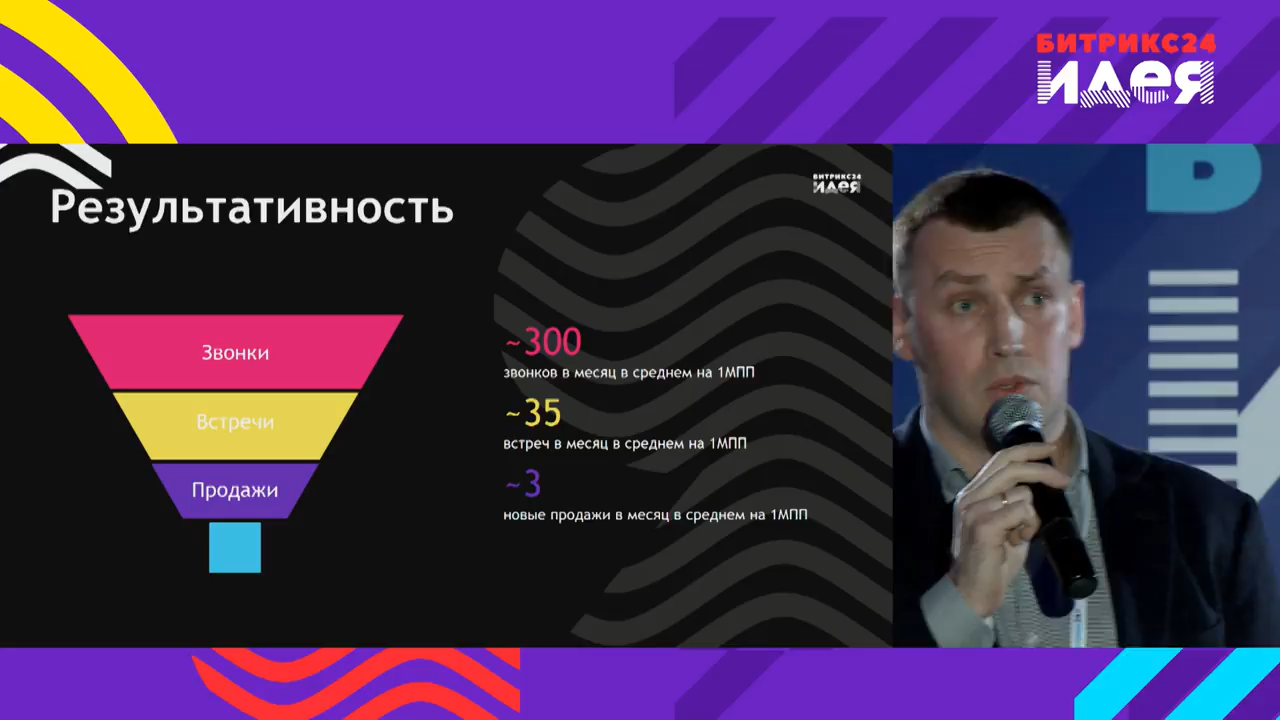 БИТРИКС24
идея
БИТРИКС24
идея
Результативность
Звонки
Встречи
Продажи
~300
звонков в месяц в среднем на 1МПП
~35
встреч в месяц в среднем на 1МПП
~3
новые продажи в месяц в среднем на 1МПП